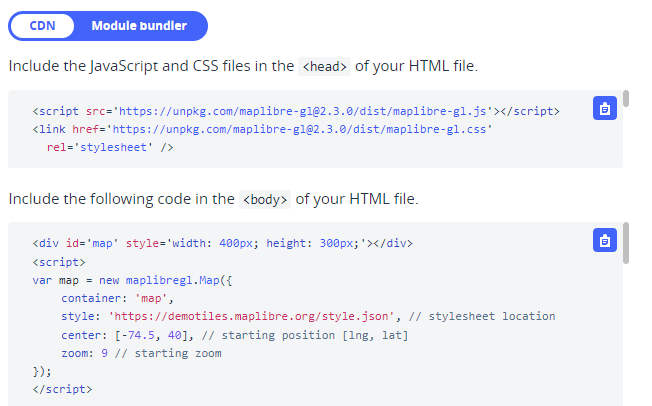 CDN Module bundler
Include the JavaScript and CSS files in the <head> of your HTML file.
<script src='https://unpkg.com/maplibre-gl@2.3.0/dist/maplibre-gl.js'></script>
<link href='https://unpkg.com/maplibre-gl@2.3.0/dist/maplibre-gl.css'
rel='stylesheet' />
Include the following code in the <body> of your HTML file.
<div id='map' style='width: 400px; height: 300px;'></div>
<script>
var map = new maplibregl.Map({
container: 'map',
style: 'https://demotiles.maplibre.org/style.json', // stylesheet location
center: [-74.5, 40], // starting position [lng, lat]
zoom: 9 // starting zoom
});
</script>